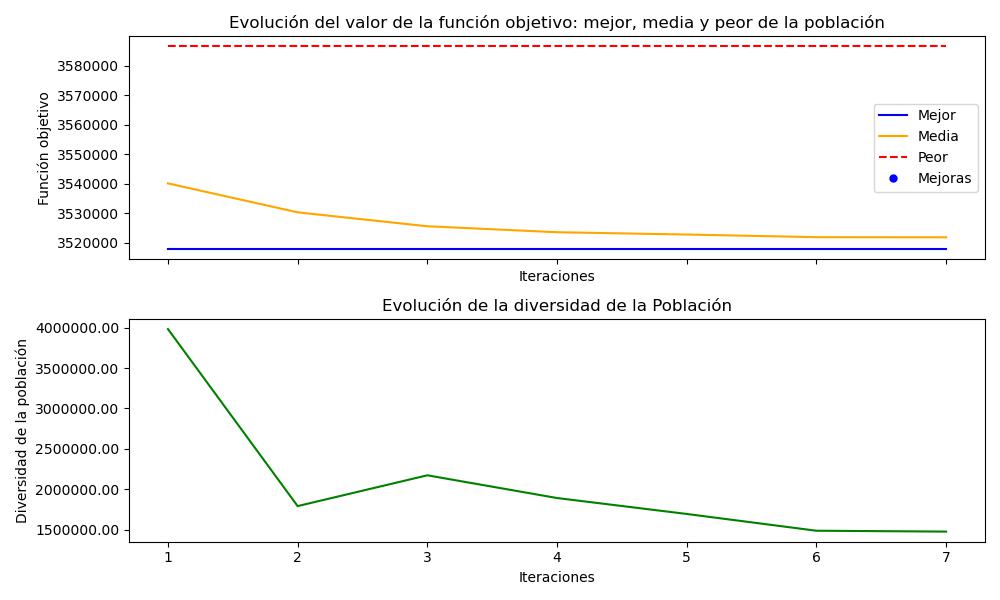 Evolución del valor de la función objetivo: mejor, media y peor de la población
Función objetivo
3580000
3570000
3560000
3550000
3540000
3530000
3520000
Mejor
Media
Peor
Mejoras
Iteraciones
Evolución de la diversidad de la Población
Diversidad de la población
4000000.00
3500000.00
3000000.00
2500000.00
2000000.00
1500000.00
1 2 3 4 5 6 7
Iteraciones